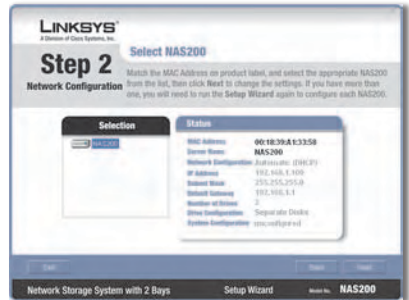 LINKSYS®
A Division of Cisco Systems, Inc.
Step 2
Network Configuration
Select NAS200
Match the MAC Address on product label, and select the appropriate NAS200
from the list, then click Next to change the settings. If you have more than
one, you will need to run the Setup Wizard again to configure each NAS200.
Selection
NAS200
Status
MAC Address 00:18:39:A1:33:58
Server Name NAS200
Network Configuration Automatic (DHCP)
IP Address 192.168.1.100
Subnet Mask 255.255.255.0
Default Gateway 192.168.1.1
Number of Drives 2
Drive Configuration Separate Disks
System Configuration unconfigured
Exit
Next
Network Storage System with 2 Bays
Setup Wizard
Model No. NAS200